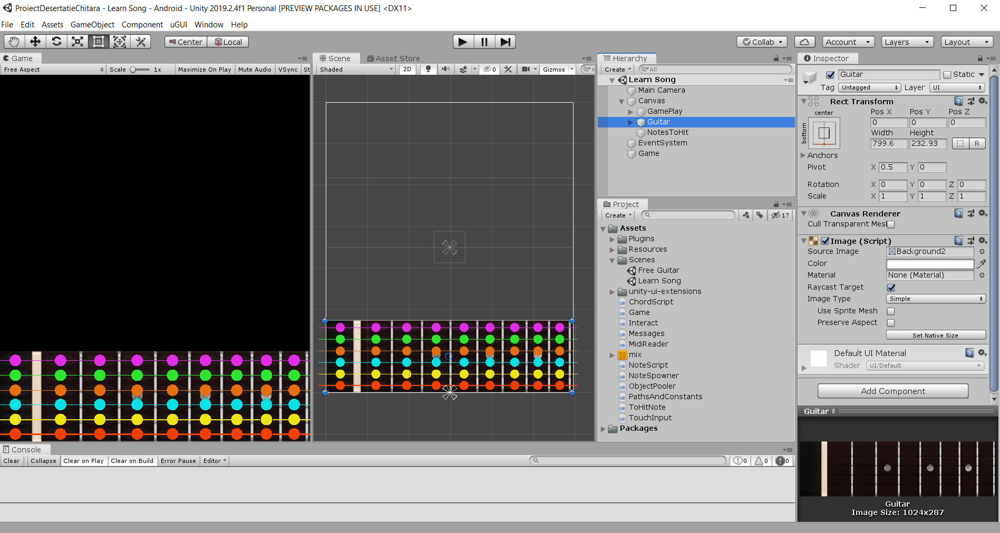 ProiectDesertatieChitara - Learn Song - Android - Unity 2019.2.4f1 Personal [PREVIEW PACKAGES IN USE] <DX11>
File Edit Assets GameObject Component uGUI Window Help
Center Local Collab Account Layers Layout
Game
Free Aspect Scale 1x Maximize On Play Mute Audio VSync St
Scene Asset Store
Shaded 2D 0 Gizmos A
Hierarchy
Create All
Learn Song
Main Camera
Canvas
GamePlay
Guitar
NotesToHit
EventSystem
Game
Project
Create 17
Assets
Plugins
Resources
Scenes
Free Guitar
Learn Song
unity-ui-extensions
ChordScript
Game
Interact
Messages
MidiReader
mix
NoteScript
NoteSpawner
ObjectPooler
PathsAndConstants
ToHitNote
TouchInput
Packages
Inspector
Guitar Static
Tag Untagged Layer UI
Rect Transform
center Pos X Pos Y Pos Z
bottom 0 0 0
Width Height
799.6 232.93 R
Anchors
Pivot X 0.5 Y 0
Rotation X 0 Y 0 Z 0
Scale X 1 Y 1 Z 1
Canvas Renderer
Cull Transparent Mesl
Image (Script)
Source Image Background2
Color
Material None (Material)
Raycast Target
Image Type Simple
Use Sprite Mesh
Preserve Aspect
Set Native Size
Default UI Material
Shader UI/Default
Add Component
Guitar
Guitar
Image Size: 1024x287
Console
Clear Collapse Clear on Play Clear on Build Error Pause Editor 0 0 0